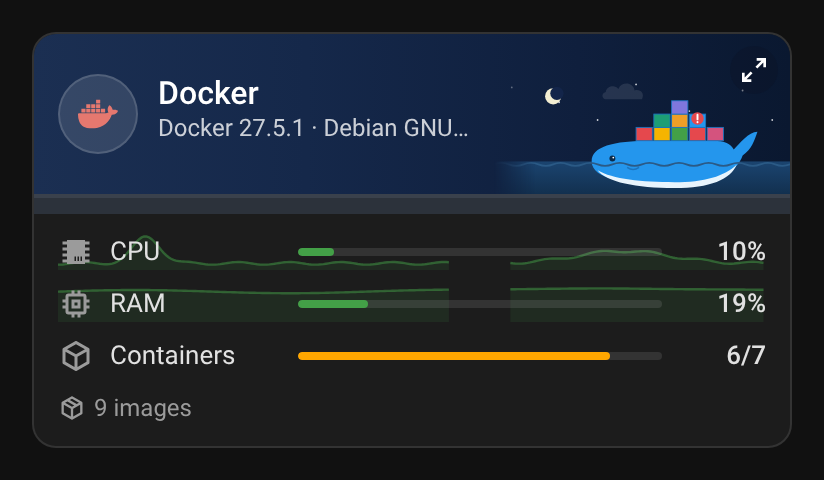 Docker
Docker 27.5.1 · Debian GNU…
CPU 10%
RAM 19%
Containers 6/7
9 images